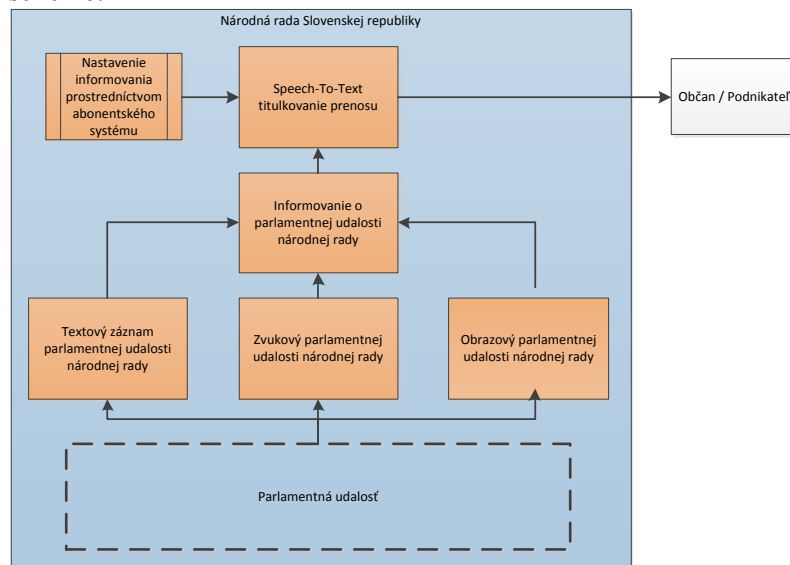 Národná rada Slovenskej republiky
Nastavenie
informovania
prostredníctvom
abonentského
systému
Speech-To-Text
titulkovanie prenosu
Občan / Podnikateľ
Informovanie o
parlamentnej udalosti
národnej rady
Textový záznam
parlamentnej udalosti
národnej rady
Zvukový parlamentnej
udalosti národnej rady
Obrazový parlamentnej
udalosti národnej rady
Parlamentná udalosť